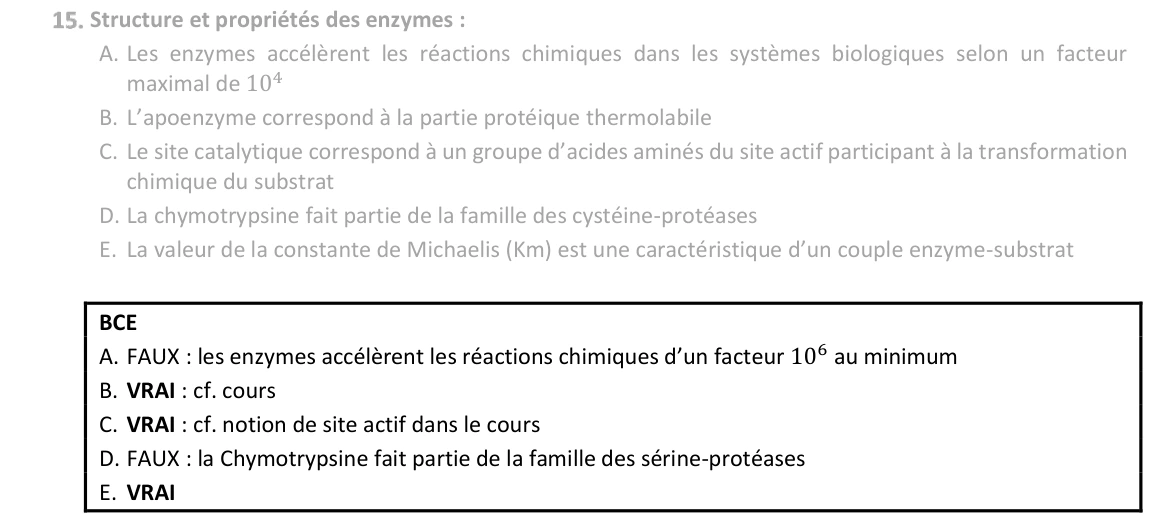 15. Structure et propriétés des enzymes :
A. Les enzymes accélèrent les réactions chimiques dans les systèmes biologiques selon un facteur
maximal de 10⁴
B. L’apoenzyme correspond à la partie protéique thermolabile
C. Le site catalytique correspond à un groupe d’acides aminés du site actif participant à la transformation
chimique du substrat
D. La chymotrypsine fait partie de la famille des cystéine-protéases
E. La valeur de la constante de Michaelis (Km) est une caractéristique d’un couple enzyme-substrat
BCE
A. FAUX : les enzymes accélèrent les réactions chimiques d’un facteur 10⁶ au minimum
B. VRAI : cf. cours
C. VRAI : cf. notion de site actif dans le cours
D. FAUX : la Chymotrypsine fait partie de la famille des sérine-protéases
E. VRAI